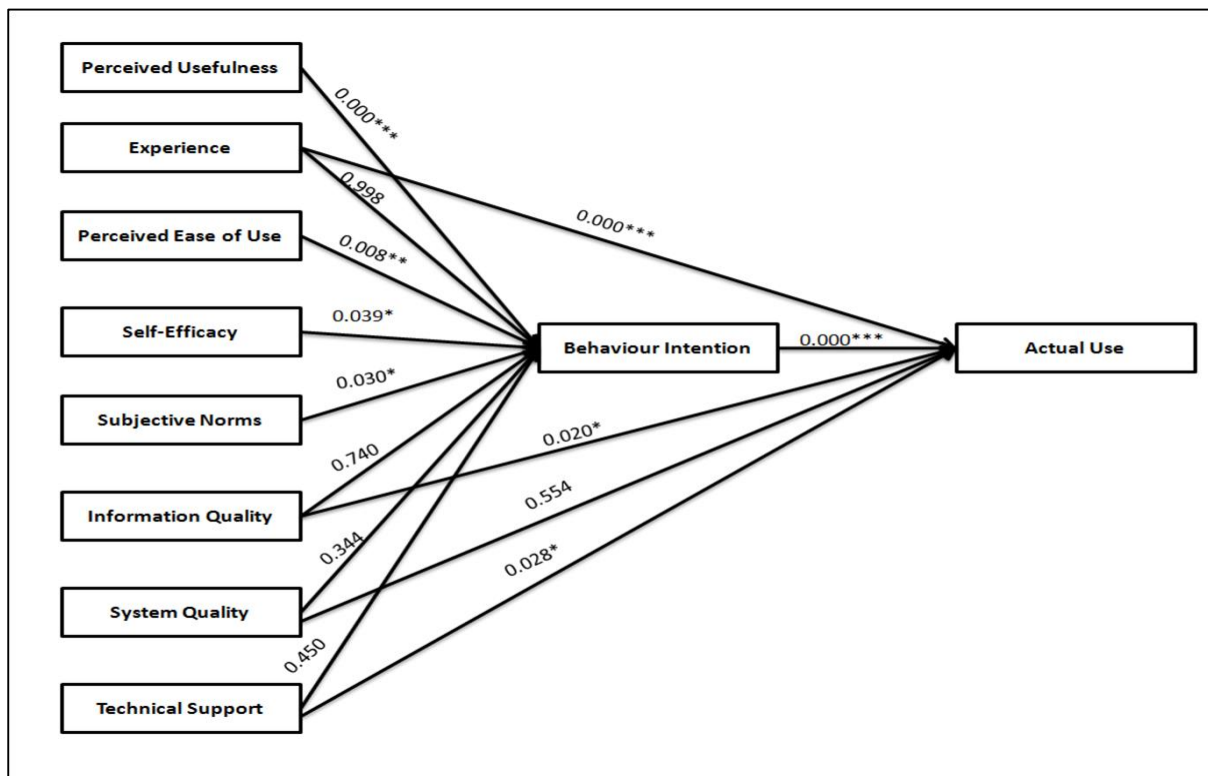 Perceived Usefulness
0.000***
Experience
0.998
0.000***
Perceived Ease of Use
0.008**
Self-Efficacy
0.039*
Behaviour Intention
0.000***
Actual Use
0.030*
Subjective Norms
0.740
0.020*
Information Quality
0.344
0.554
0.028*
System Quality
0.450
Technical Support